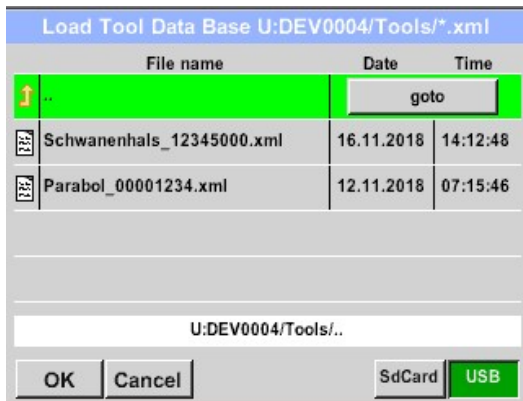 Load Tool Data Base U:DEV0004/Tools/*.xml
File name Date Time
.. goto
Schwanenhals_12345000.xml 16.11.2018 14:12:48
Parabol_00001234.xml 12.11.2018 07:15:46
U:DEV0004/Tools/..
OK Cancel SdCard USB